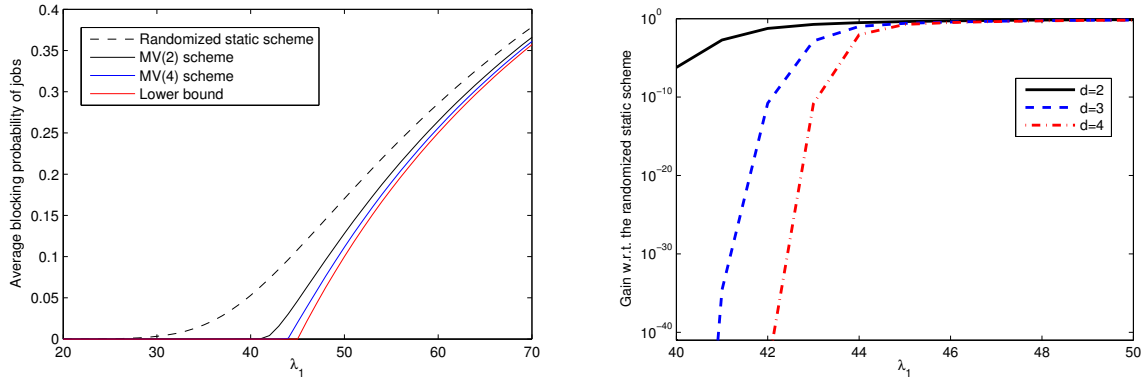 Average blocking probability of jobs
0.4
0.35
0.3
0.25
0.2
0.15
0.1
0.05
0
Randomized static scheme
MV(2) scheme
MV(4) scheme
Lower bound
20 30 40 50 60 70
λ1
Gain w.r.t. the randomized static scheme
10^0
10^-10
10^-20
10^-30
10^-40
d=2
d=3
d=4
40 42 44 46 48 50
λ1